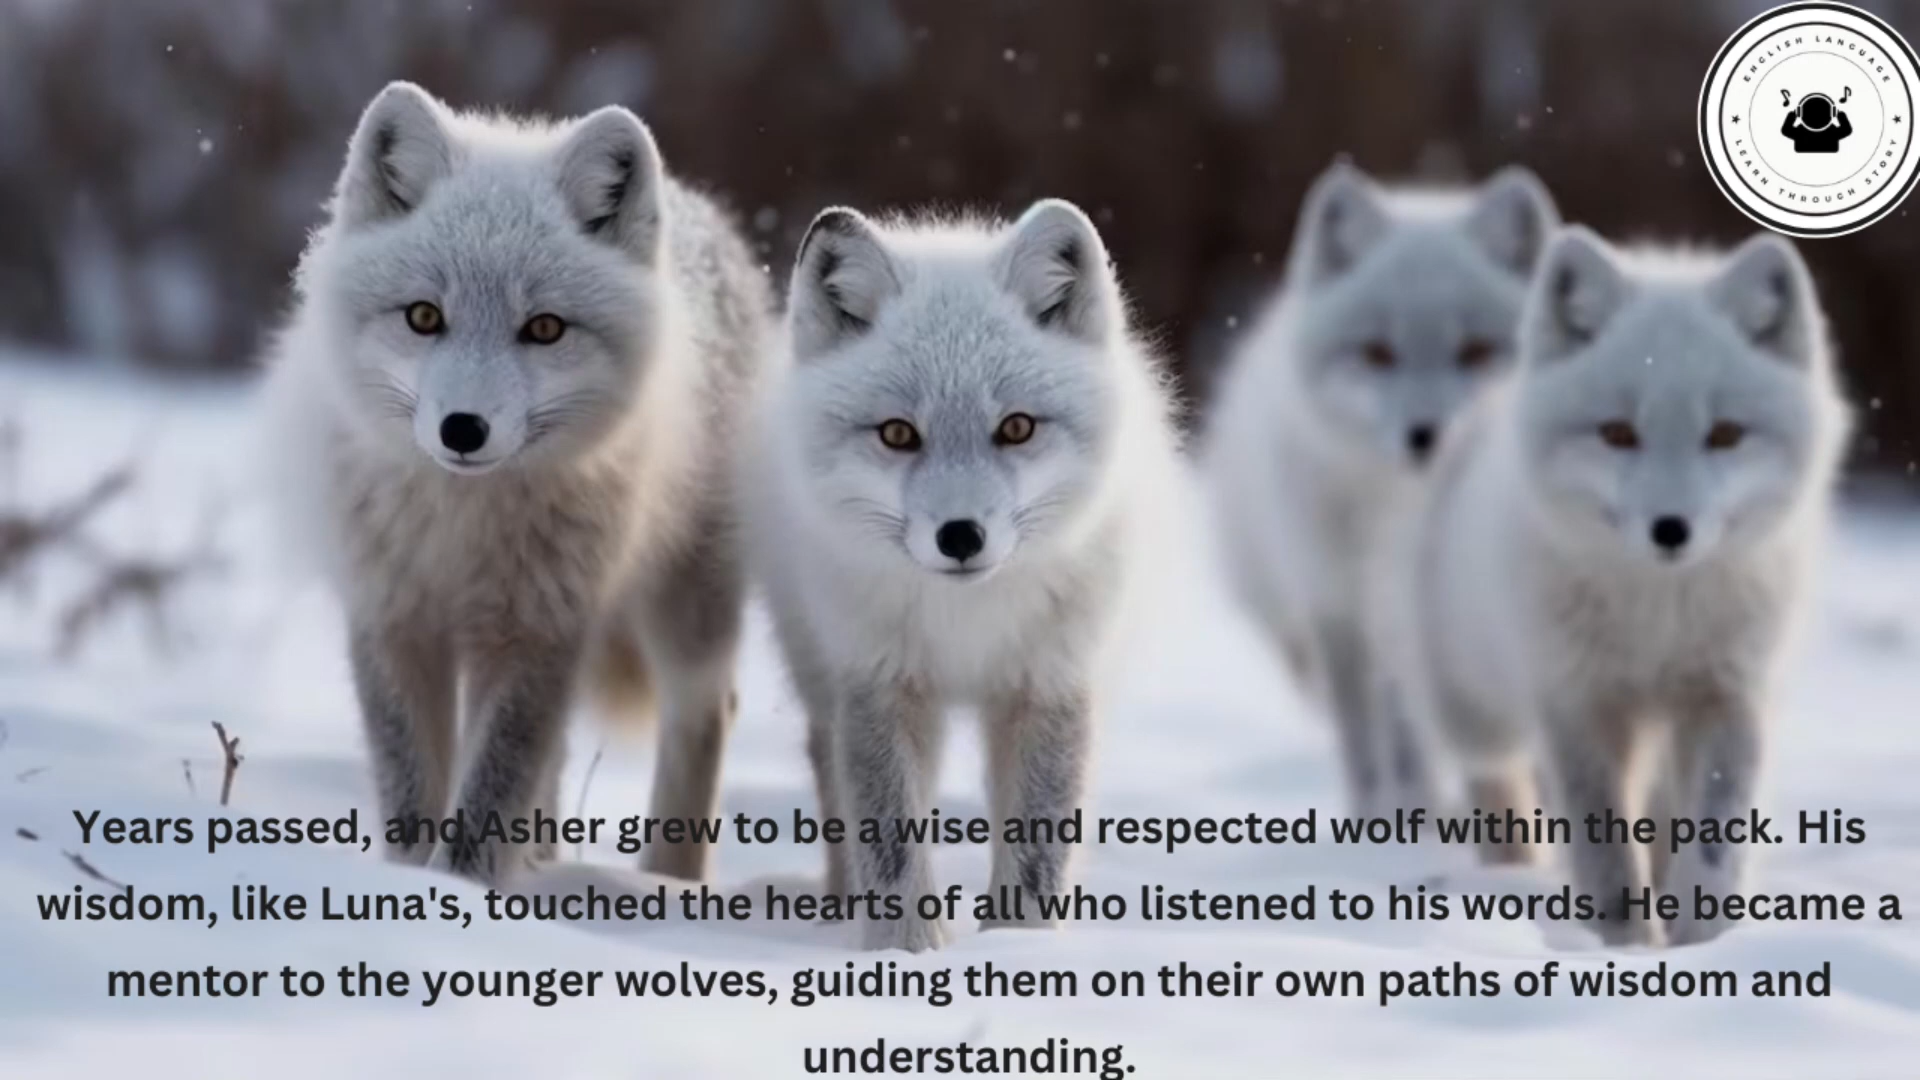 ENGLISH LANGUAGE
LEARN THROUGH STORY
Years passed, and Asher grew to be a wise and respected wolf within the pack. His
wisdom, like Luna's, touched the hearts of all who listened to his words. He became a
mentor to the younger wolves, guiding them on their own paths of wisdom and
understanding.